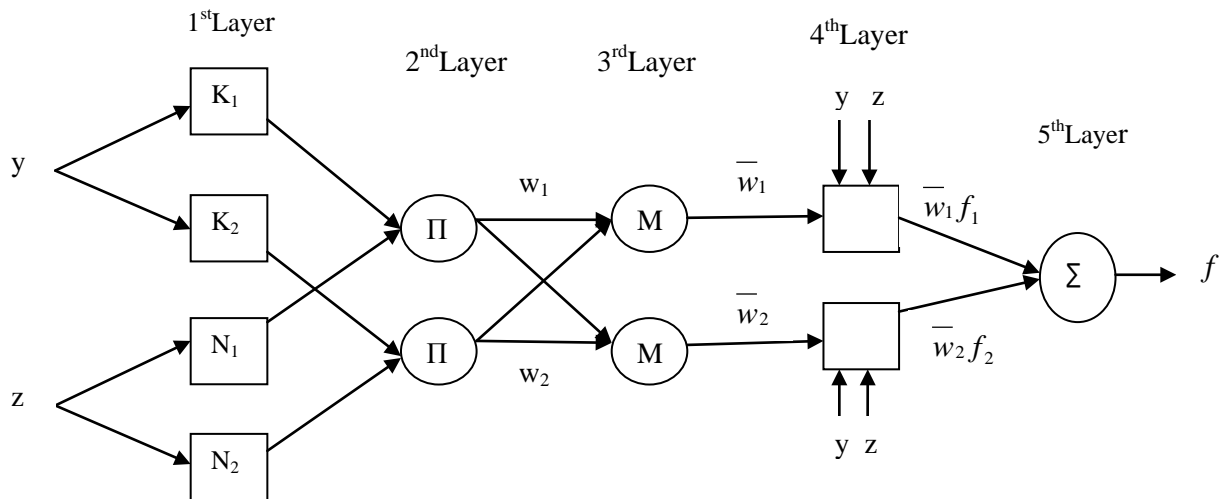 1ˢᵗLayer
2ⁿᵈLayer
3ʳᵈLayer
4ᵗʰLayer
5ᵗʰLayer
y
z
K₁
K₂
N₁
N₂
Π
Π
w₁
w₂
M
M
w̅₁
w̅₂
y z
y z
w̅₁f₁
w̅₂f₂
Σ
f